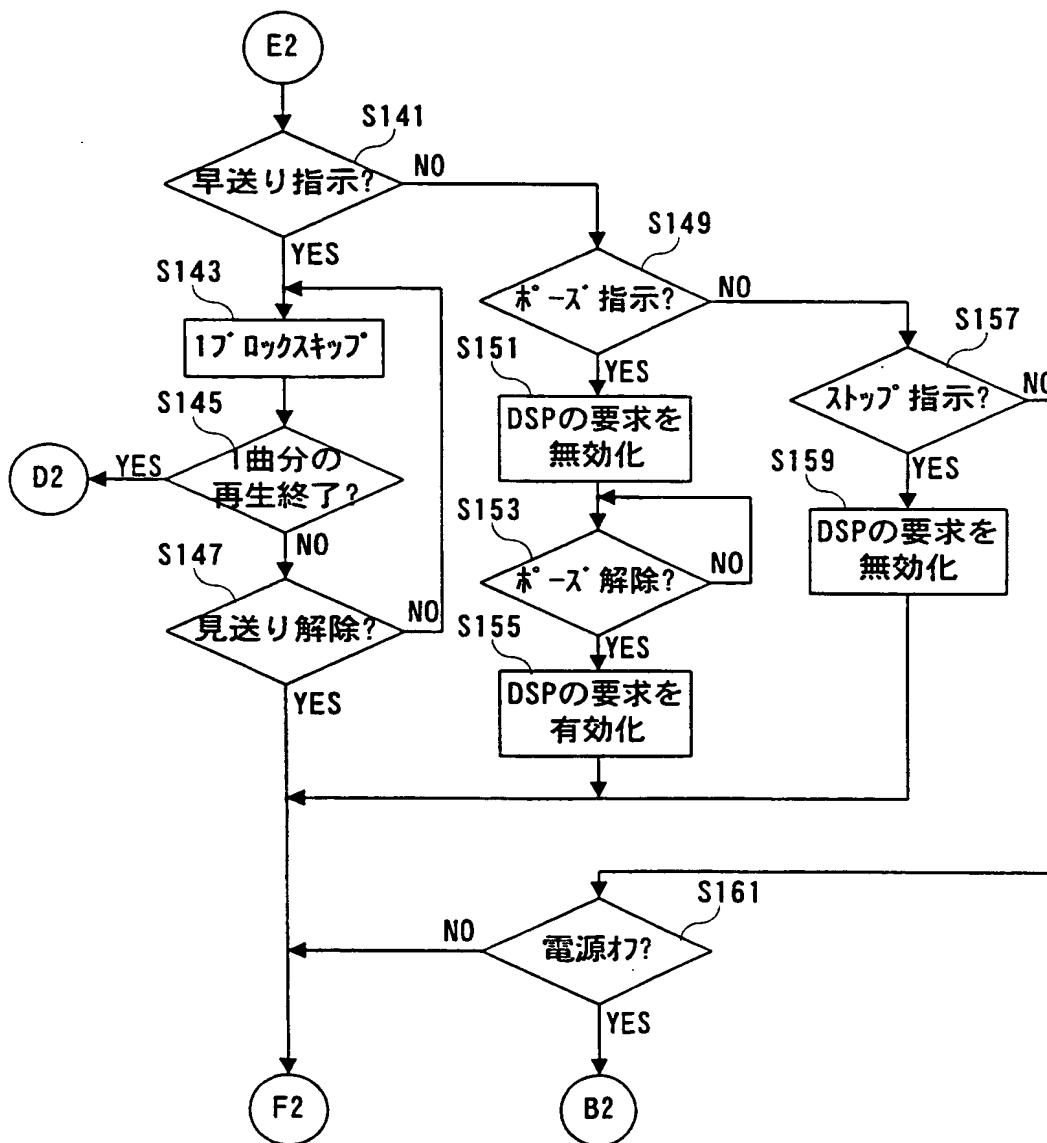 E2
S141
早送り指示?
NO
YES
S149
ポーズ指示?
NO
S143
1ブロックスキップ
S151
YES
DSPの要求を
無効化
S157
ストップ指示?
NO
S145
1曲分の
再生終了?
YES
D2
NO
S159
YES
DSPの要求を
無効化
S153
ポーズ解除?
NO
S147
見送り解除?
NO
YES
S155
YES
DSPの要求を
有効化
S161
電源オフ?
NO
YES
F2
B2